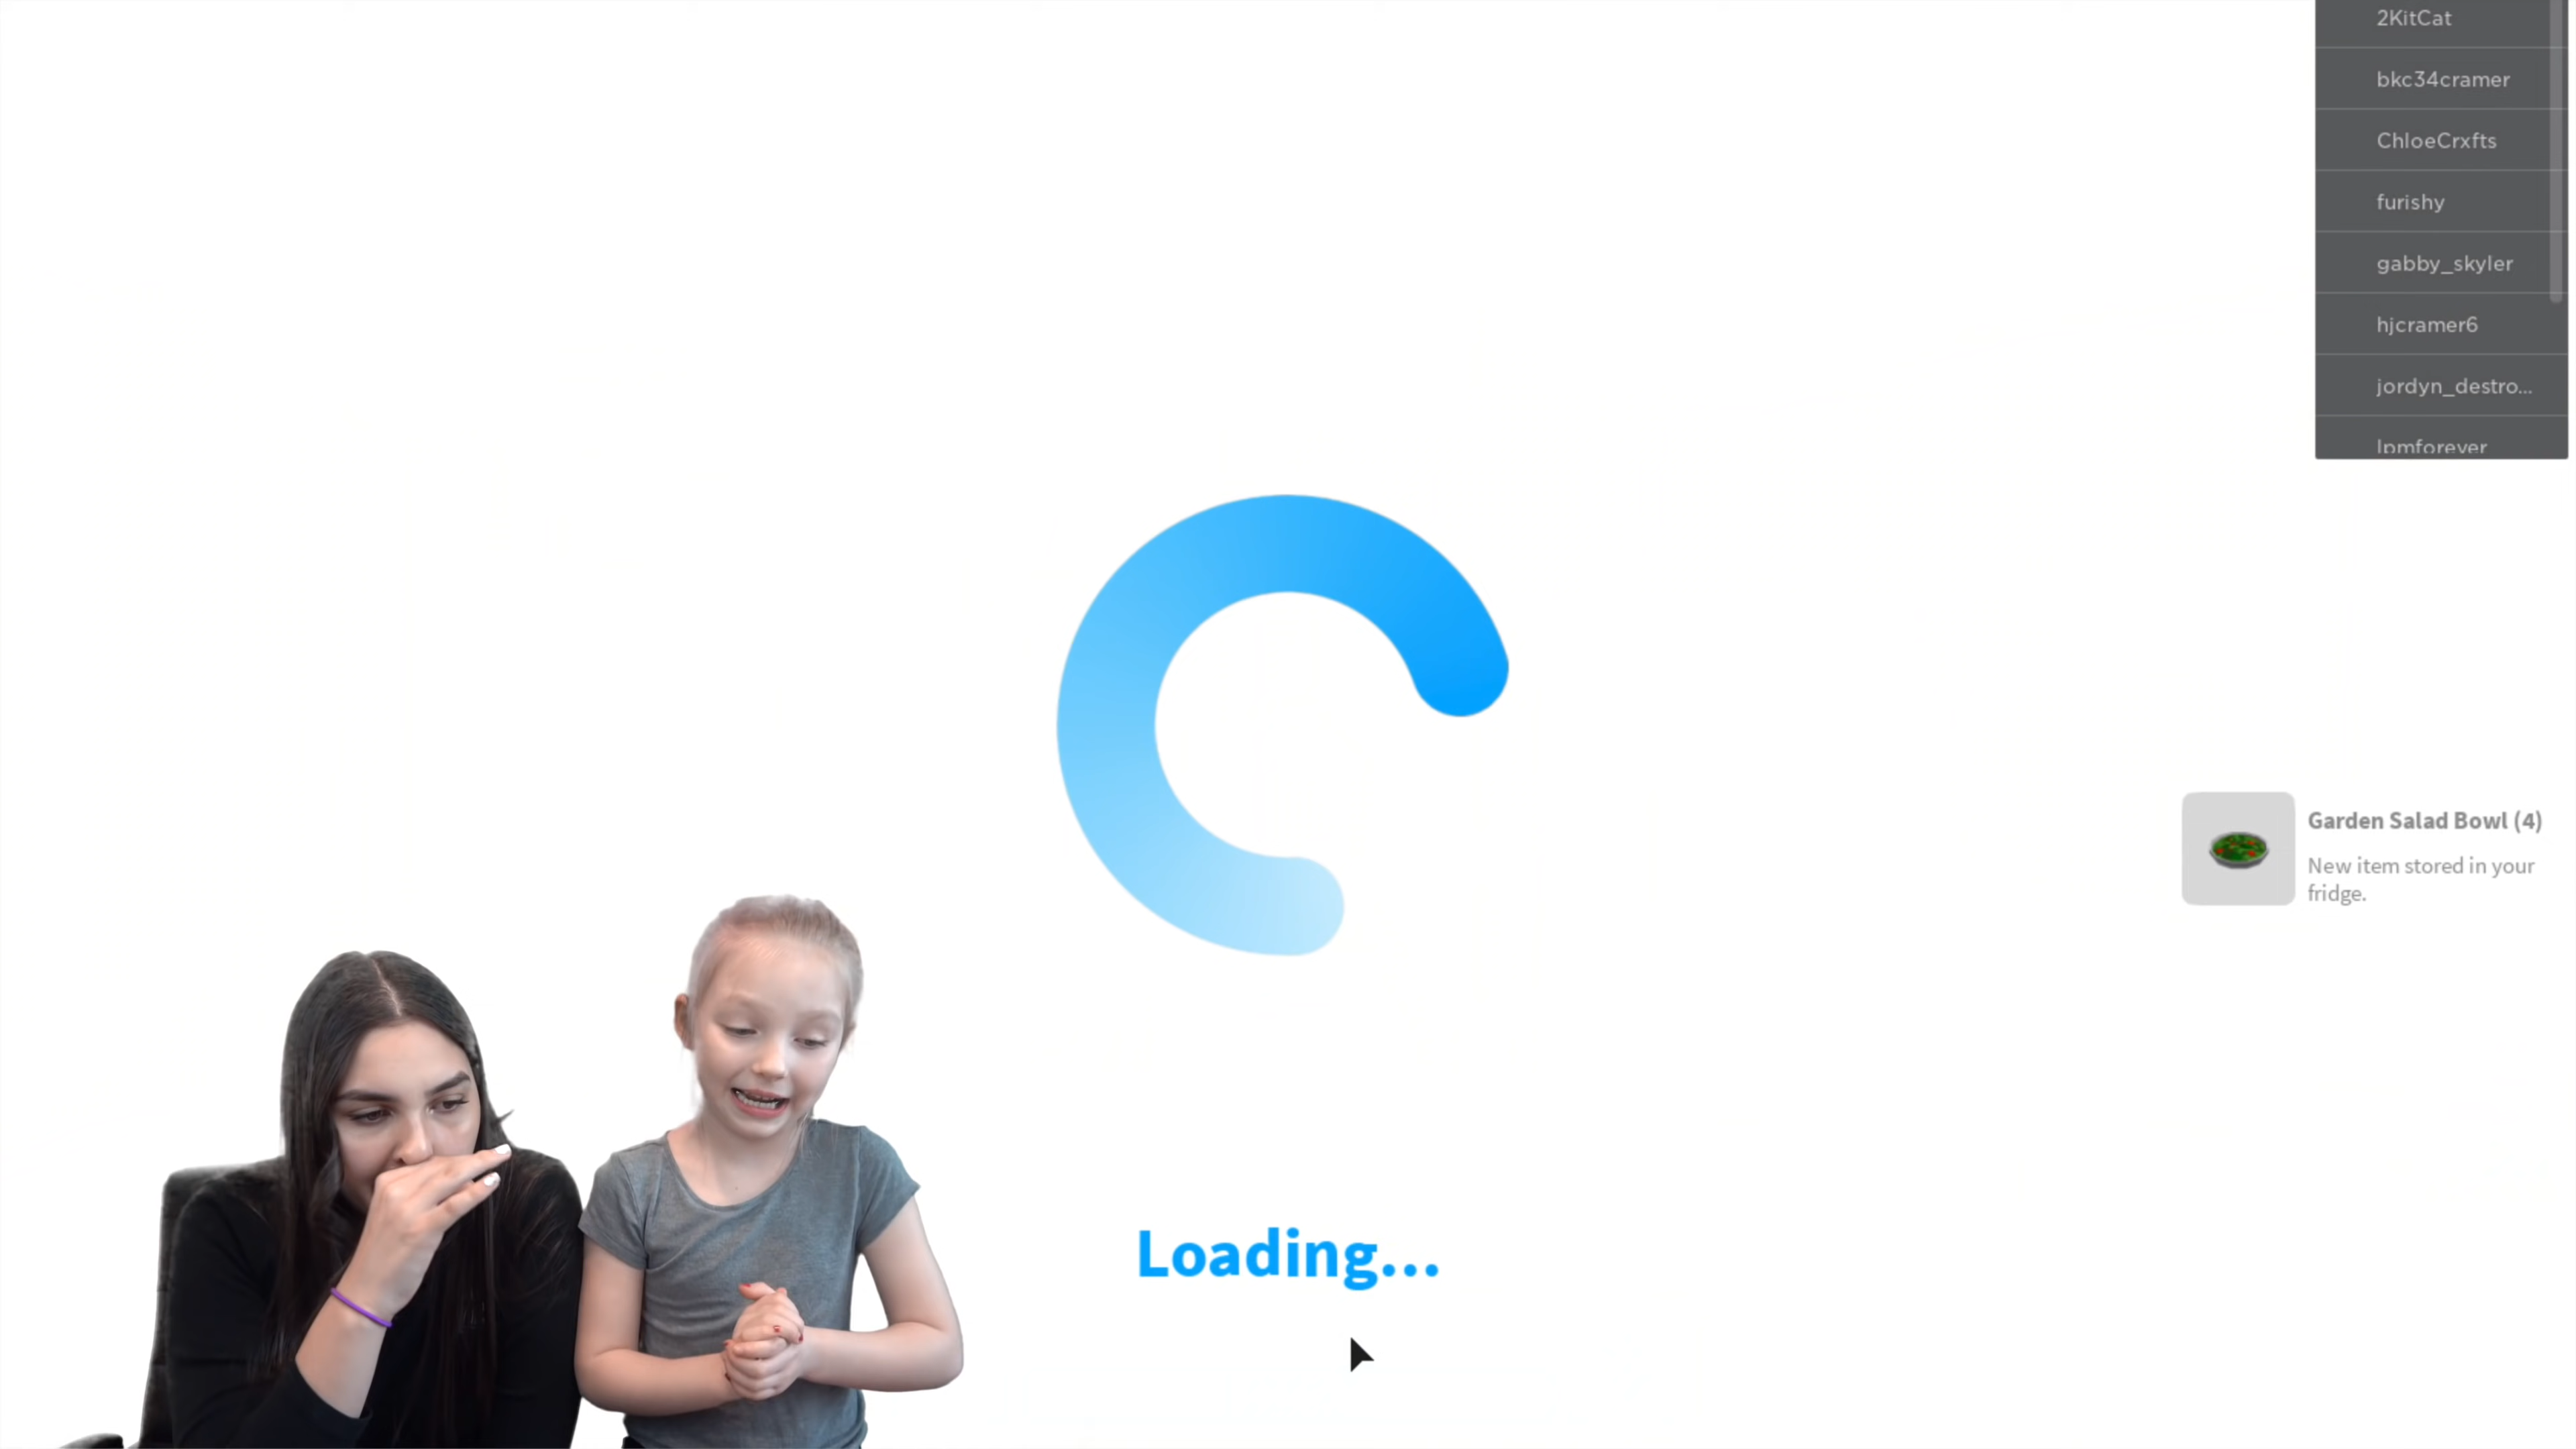 2KitCat
bkc34cramer
ChloeCrxfts
furishy
gabby_skyler
hjcramer6
jordyn_destro...
lpmforever
Garden Salad Bowl (4)
New item stored in your
fridge.
Loading...